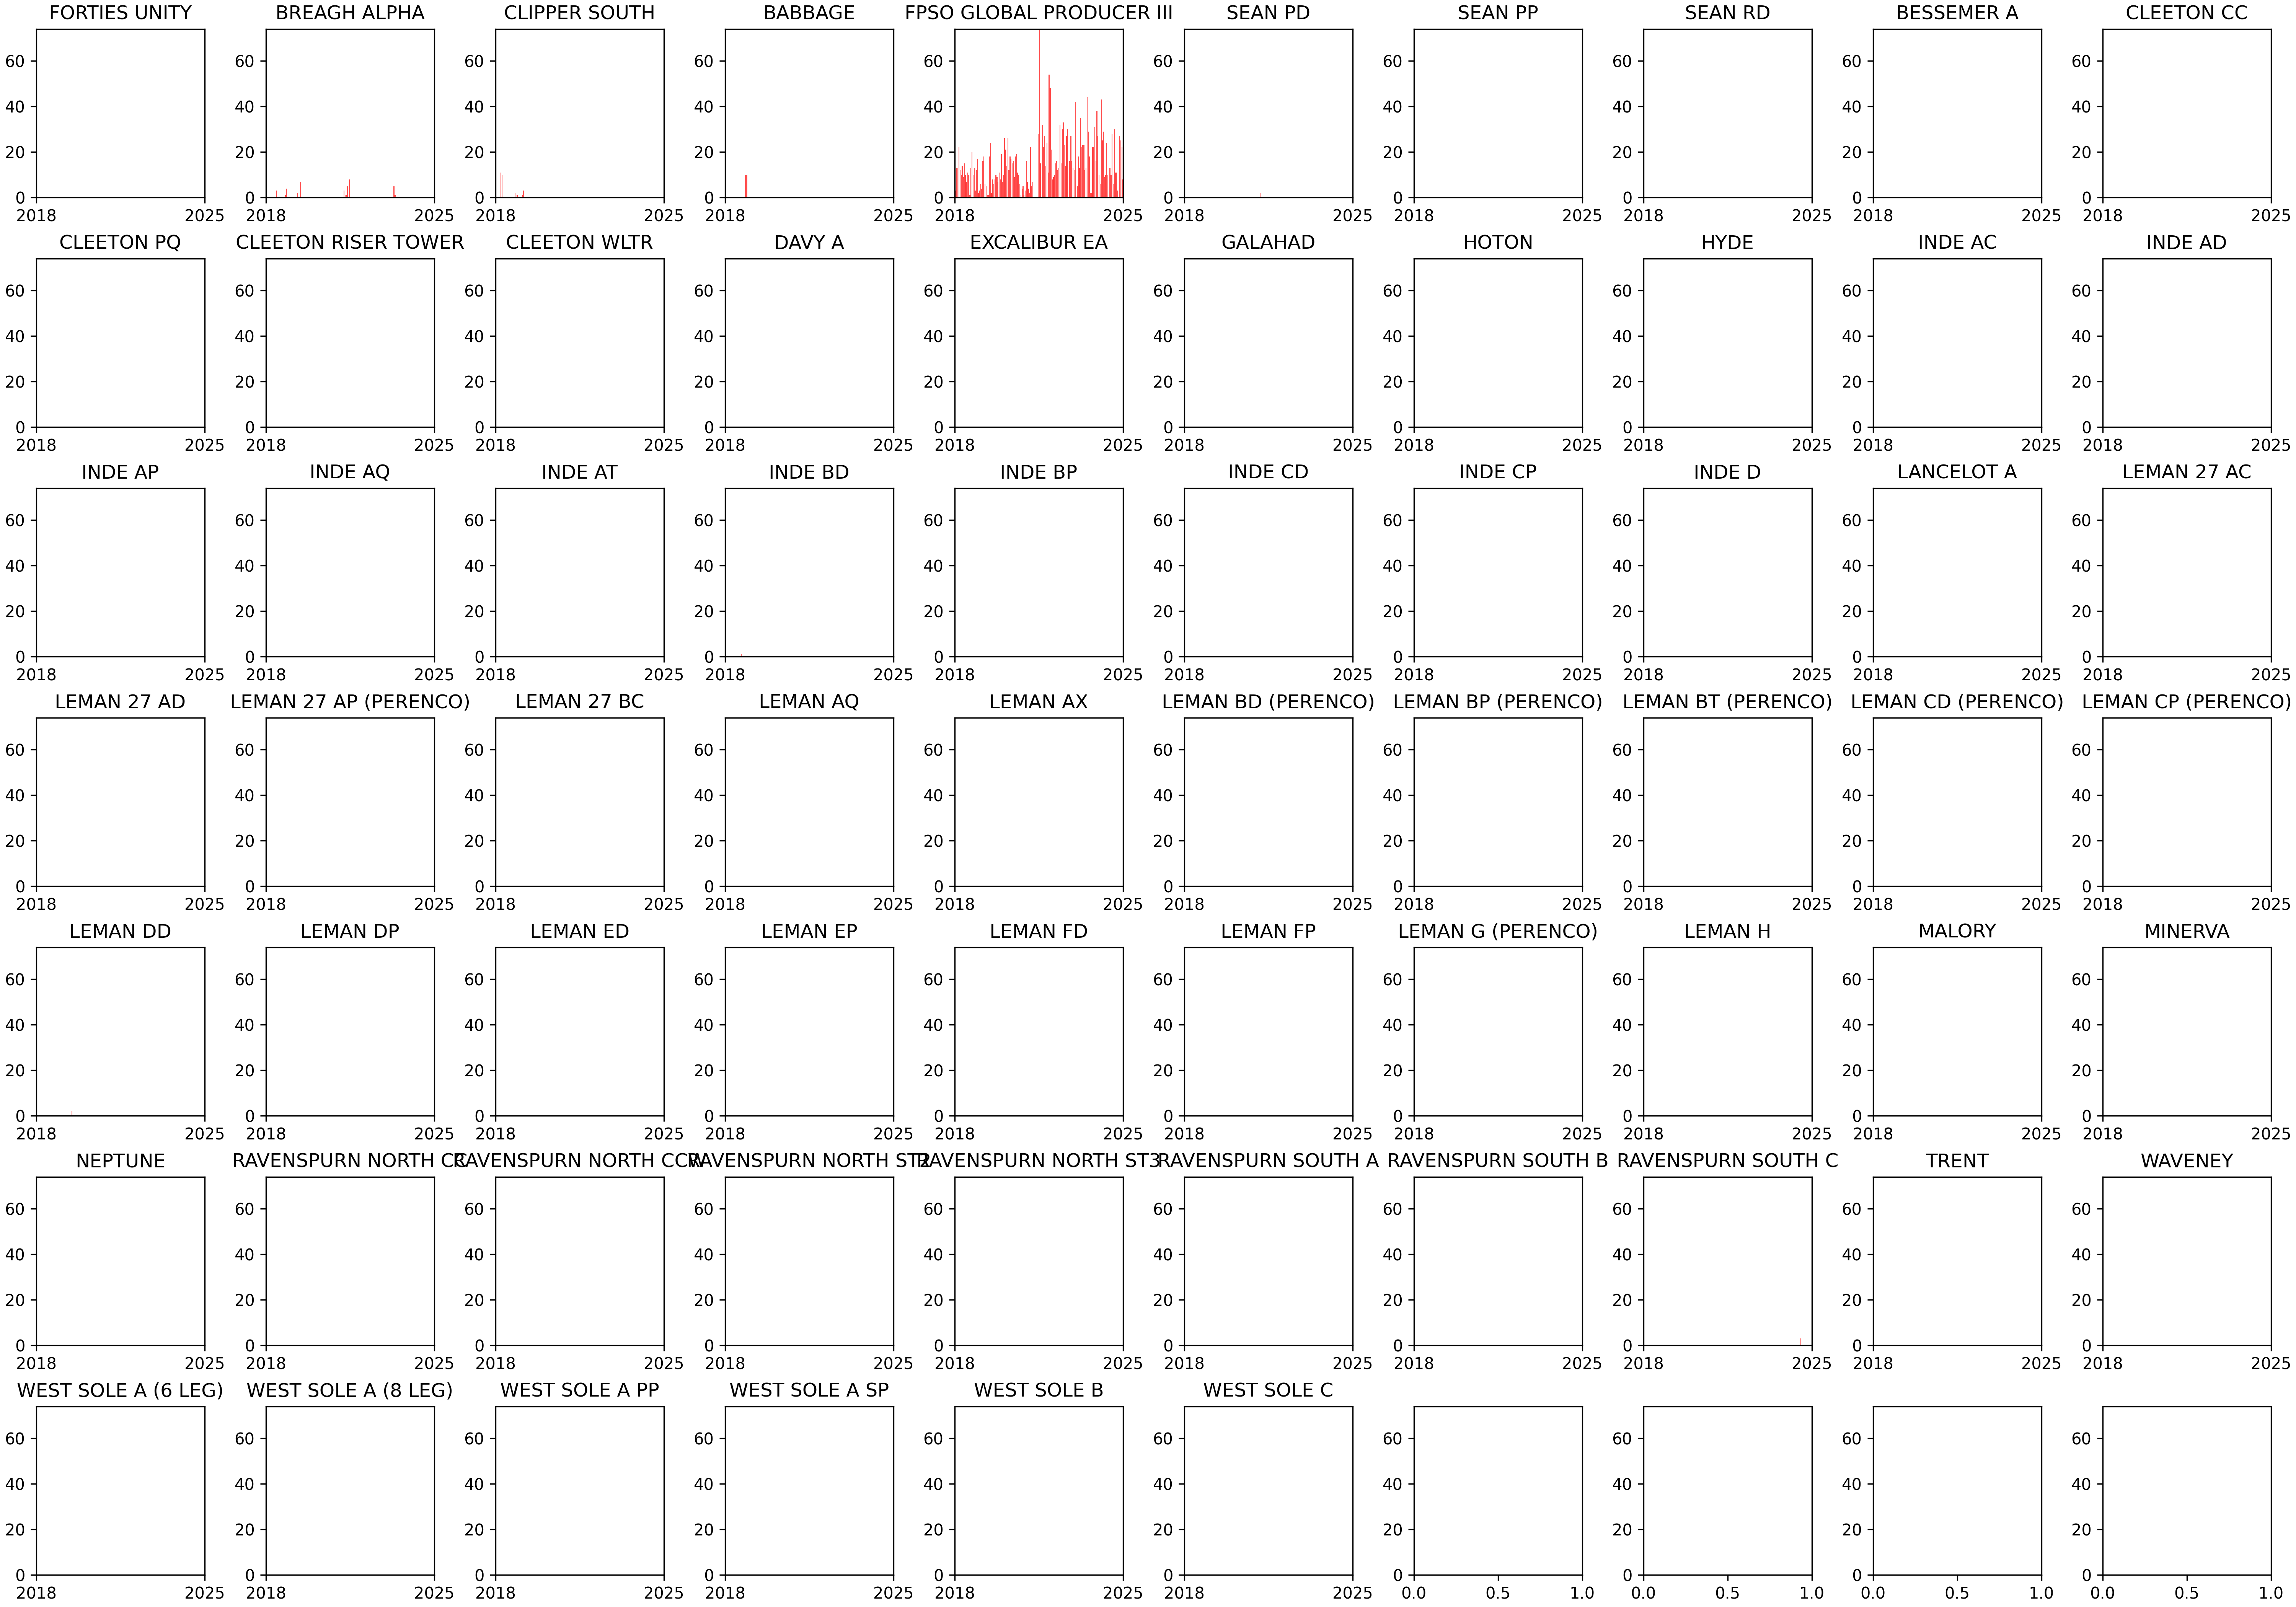 FORTIES UNITY BREAGH ALPHA CLIPPER SOUTH BABBAGE FPSO GLOBAL PRODUCER III SEAN PD SEAN PP SEAN RD BESSEMER A CLEETON CC
60 60 60 60 60 60 60 60 60 60
40 40 40 40 40 40 40 40 40 40
20 20 20 20 20 20 20 20 20 20
0 0 0 0 0 0 0 0 0 0
2018 2025 2018 2025 2018 2025 2018 2025 2018 2025 2018 2025 2018 2025 2018 2025 2018 2025 2018 2025
CLEETON PQ CLEETON RISER TOWER CLEETON WLTR DAVY A EXCALIBUR EA GALAHAD HOTON HYDE INDE AC INDE AD
60 60 60 60 60 60 60 60 60 60
40 40 40 40 40 40 40 40 40 40
20 20 20 20 20 20 20 20 20 20
0 0 0 0 0 0 0 0 0 0
2018 2025 2018 2025 2018 2025 2018 2025 2018 2025 2018 2025 2018 2025 2018 2025 2018 2025 2018 2025
INDE AP INDE AQ INDE AT INDE BD INDE BP INDE CD INDE CP INDE D LANCELOT A LEMAN 27 AC
60 60 60 60 60 60 60 60 60 60
40 40 40 40 40 40 40 40 40 40
20 20 20 20 20 20 20 20 20 20
0 0 0 0 0 0 0 0 0 0
2018 2025 2018 2025 2018 2025 2018 2025 2018 2025 2018 2025 2018 2025 2018 2025 2018 2025 2018 2025
LEMAN 27 AD LEMAN 27 AP (PERENCO) LEMAN 27 BC LEMAN AQ LEMAN AX LEMAN BD (PERENCO) LEMAN BP (PERENCO) LEMAN BT (PERENCO) LEMAN CD (PERENCO) LEMAN CP (PERENCO)
60 60 60 60 60 60 60 60 60 60
40 40 40 40 40 40 40 40 40 40
20 20 20 20 20 20 20 20 20 20
0 0 0 0 0 0 0 0 0 0
2018 2025 2018 2025 2018 2025 2018 2025 2018 2025 2018 2025 2018 2025 2018 2025 2018 2025 2018 2025
LEMAN DD LEMAN DP LEMAN ED LEMAN EP LEMAN FD LEMAN FP LEMAN G (PERENCO) LEMAN H MALORY MINERVA
60 60 60 60 60 60 60 60 60 60
40 40 40 40 40 40 40 40 40 40
20 20 20 20 20 20 20 20 20 20
0 0 0 0 0 0 0 0 0 0
2018 2025 2018 2025 2018 2025 2018 2025 2018 2025 2018 2025 2018 2025 2018 2025 2018 2025 2018 2025
NEPTUNE RAVENSPURN NORTH CC RAVENSPURN NORTH CCW RAVENSPURN NORTH ST2 RAVENSPURN NORTH ST3 RAVENSPURN SOUTH A RAVENSPURN SOUTH B RAVENSPURN SOUTH C TRENT WAVENEY
60 60 60 60 60 60 60 60 60 60
40 40 40 40 40 40 40 40 40 40
20 20 20 20 20 20 20 20 20 20
0 0 0 0 0 0 0 0 0 0
2018 2025 2018 2025 2018 2025 2018 2025 2018 2025 2018 2025 2018 2025 2018 2025 2018 2025 2018 2025
WEST SOLE A (6 LEG) WEST SOLE A (8 LEG) WEST SOLE A PP WEST SOLE A SP WEST SOLE B WEST SOLE C
60 60 60 60 60 60 60 60 60 60
40 40 40 40 40 40 40 40 40 40
20 20 20 20 20 20 20 20 20 20
0 0 0 0 0 0 0 0 0 0
2018 2025 2018 2025 2018 2025 2018 2025 2018 2025 2018 2025 0.0 0.5 1.0 0.0 0.5 1.0 0.0 0.5 1.0 0.0 0.5 1.0